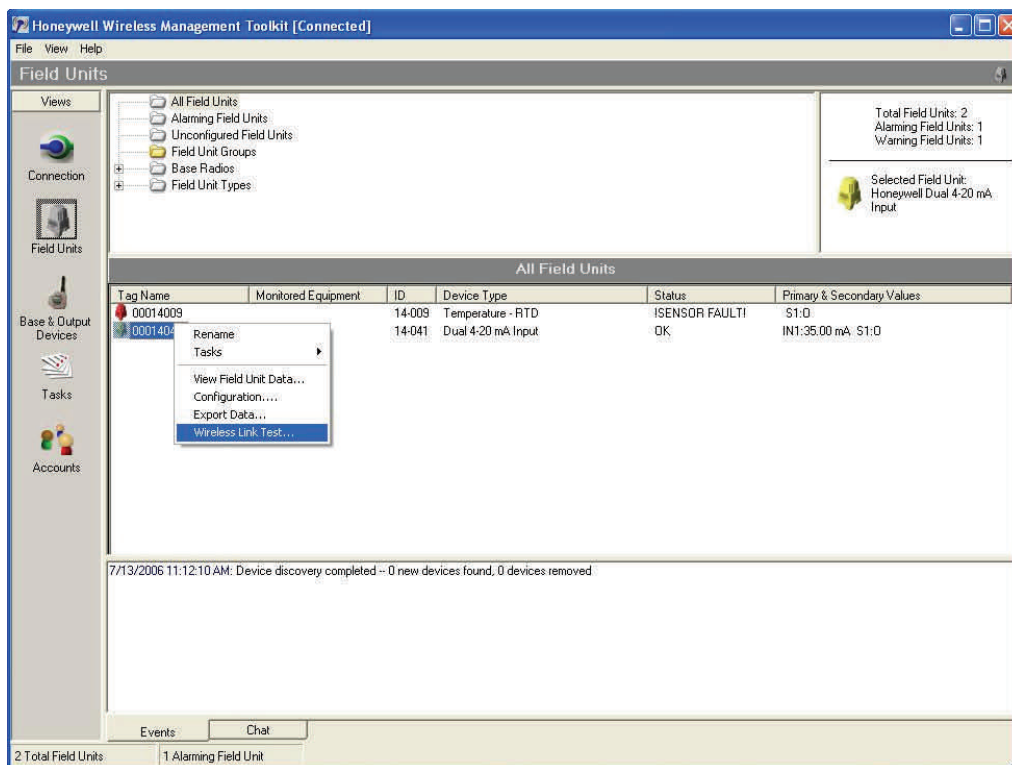 Honeywell Wireless Management Toolkit [Connected]
File View Help
Field Units
Views
Connection
Field Units
Base & Output
Devices
Tasks
Accounts
All Field Units
Alarming Field Units
Unconfigured Field Units
Field Unit Groups
Base Radios
Field Unit Types
Total Field Units: 2
Alarming Field Units: 1
Warning Field Units: 1
Selected Field Unit:
Honeywell Dual 4-20 mA
Input
All Field Units
Tag Name Monitored Equipment ID Device Type Status Primary & Secondary Values
00014009 14-009 Temperature - RTD !SENSOR FAULT! S1:O
0001404 14-041 Dual 4-20 mA Input OK IN1:35.00 mA S1:O
Rename
Tasks
View Field Unit Data...
Configuration....
Export Data...
Wireless Link Test...
7/13/2006 11:12:10 AM: Device discovery completed -- 0 new devices found, 0 devices removed
Events Chat
2 Total Field Units 1 Alarming Field Unit